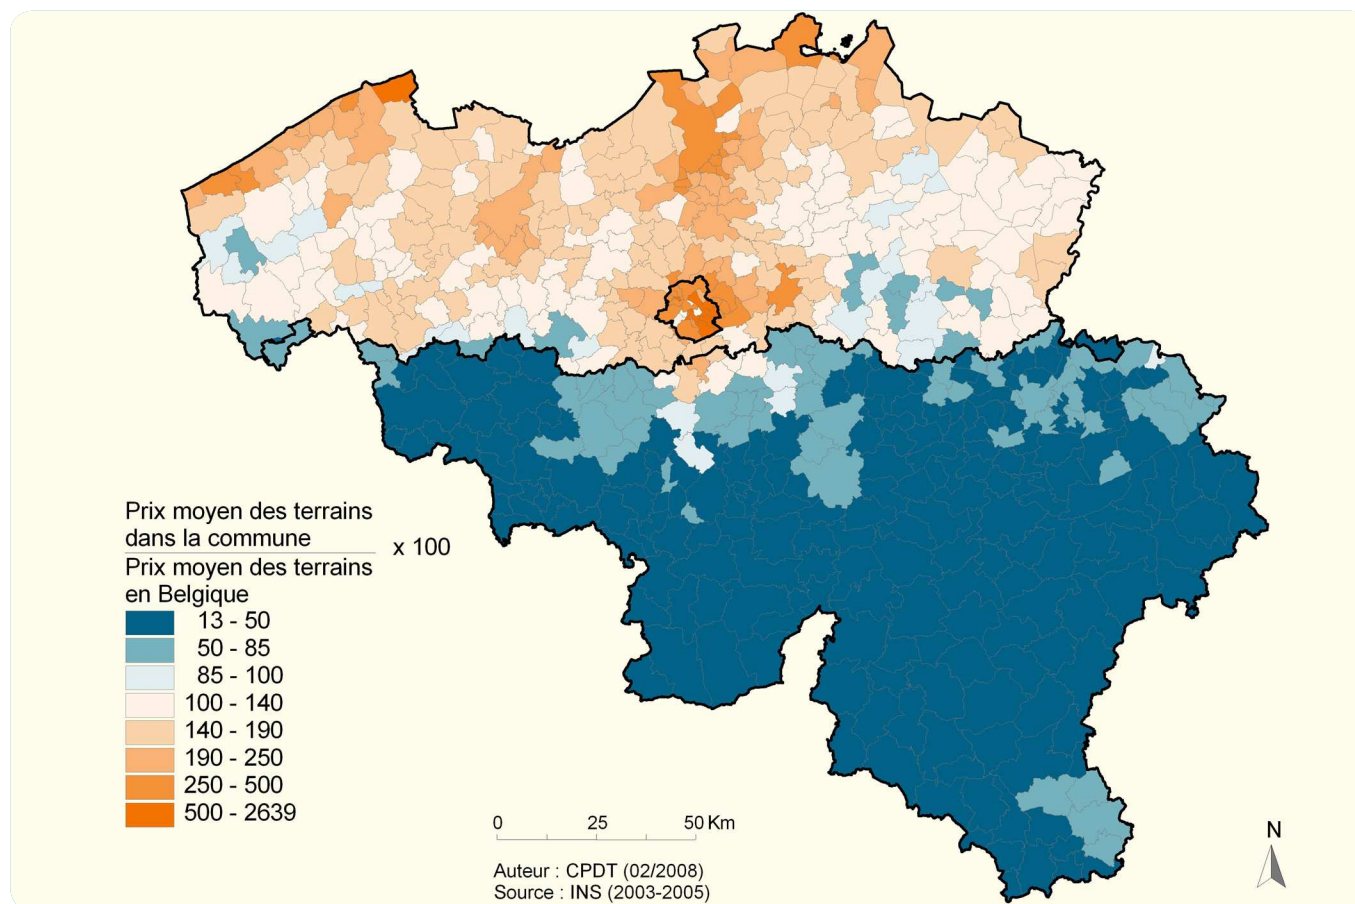 Prix moyen des terrains
dans la commune
x 100
Prix moyen des terrains
en Belgique
13 - 50
50 - 85
85 - 100
100 - 140
140 - 190
190 - 250
250 - 500
500 - 2639
0 25 50 Km
Auteur : CPDT (02/2008)
Source : INS (2003-2005)
N